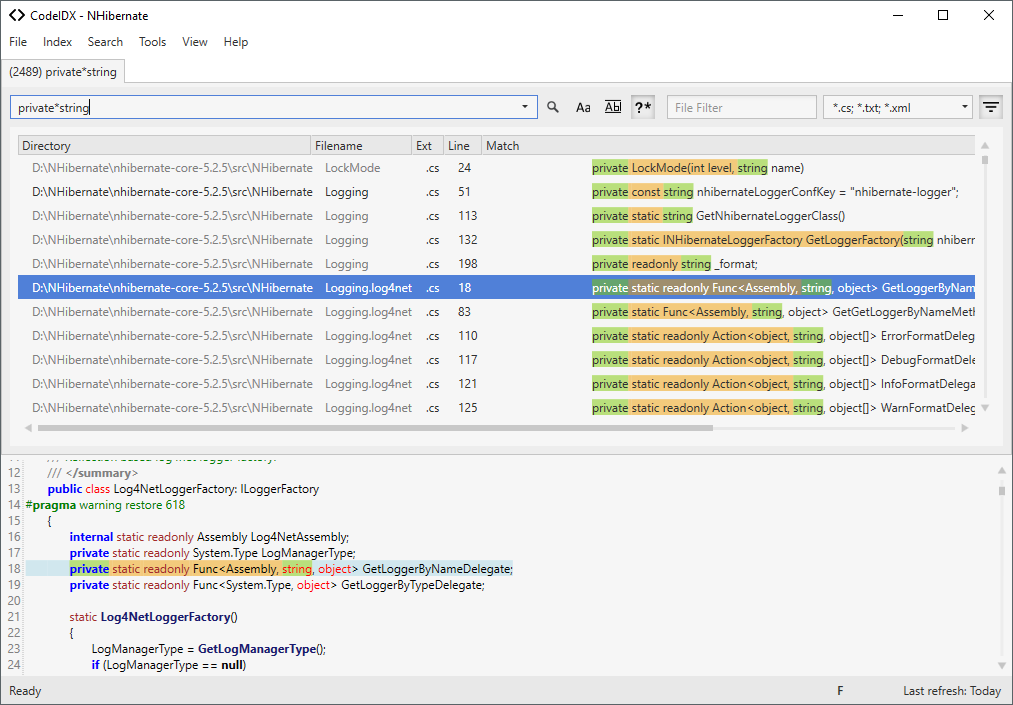 CodeIDX - NHibernate
File Index Search Tools View Help
(2489) private*string
private*string Aa Ab ?* File Filter *.cs; *.txt; *.xml
Directory Filename Ext Line Match
D:\NHibernate\nhibernate-core-5.2.5\src\NHibernate LockMode .cs 24 private LockMode(int level, string name)
D:\NHibernate\nhibernate-core-5.2.5\src\NHibernate Logging .cs 51 private const string nhibernateLoggerConfKey = "nhibernate-logger";
D:\NHibernate\nhibernate-core-5.2.5\src\NHibernate Logging .cs 113 private static string GetNhibernateLoggerClass()
D:\NHibernate\nhibernate-core-5.2.5\src\NHibernate Logging .cs 132 private static INHibernateLoggerFactory GetLoggerFactory(string nhibern
D:\NHibernate\nhibernate-core-5.2.5\src\NHibernate Logging .cs 198 private readonly string _format;
D:\NHibernate\nhibernate-core-5.2.5\src\NHibernate Logging.log4net .cs 18 private static readonly Func<Assembly, string, object> GetLoggerByNam
D:\NHibernate\nhibernate-core-5.2.5\src\NHibernate Logging.log4net .cs 83 private static Func<Assembly, string, object> GetGetLoggerByNameMeth
D:\NHibernate\nhibernate-core-5.2.5\src\NHibernate Logging.log4net .cs 110 private static readonly Action<object, string, object[]> ErrorFormatDeleg
D:\NHibernate\nhibernate-core-5.2.5\src\NHibernate Logging.log4net .cs 117 private static readonly Action<object, string, object[]> DebugFormatDele
D:\NHibernate\nhibernate-core-5.2.5\src\NHibernate Logging.log4net .cs 121 private static readonly Action<object, string, object[]> InfoFormatDelega
D:\NHibernate\nhibernate-core-5.2.5\src\NHibernate Logging.log4net .cs 125 private static readonly Action<object, string, object[]> WarnFormatDeleg
12 /// </summary>
13 public class Log4NetLoggerFactory: ILoggerFactory
14 #pragma warning restore 618
15 {
16 internal static readonly Assembly Log4NetAssembly;
17 private static readonly System.Type LogManagerType;
18 private static readonly Func<Assembly, string, object> GetLoggerByNameDelegate;
19 private static readonly Func<System.Type, object> GetLoggerByTypeDelegate;
20
21 static Log4NetLoggerFactory()
22 {
23 LogManagerType = GetLogManagerType();
24 if (LogManagerType == null)
Ready F Last refresh: Today